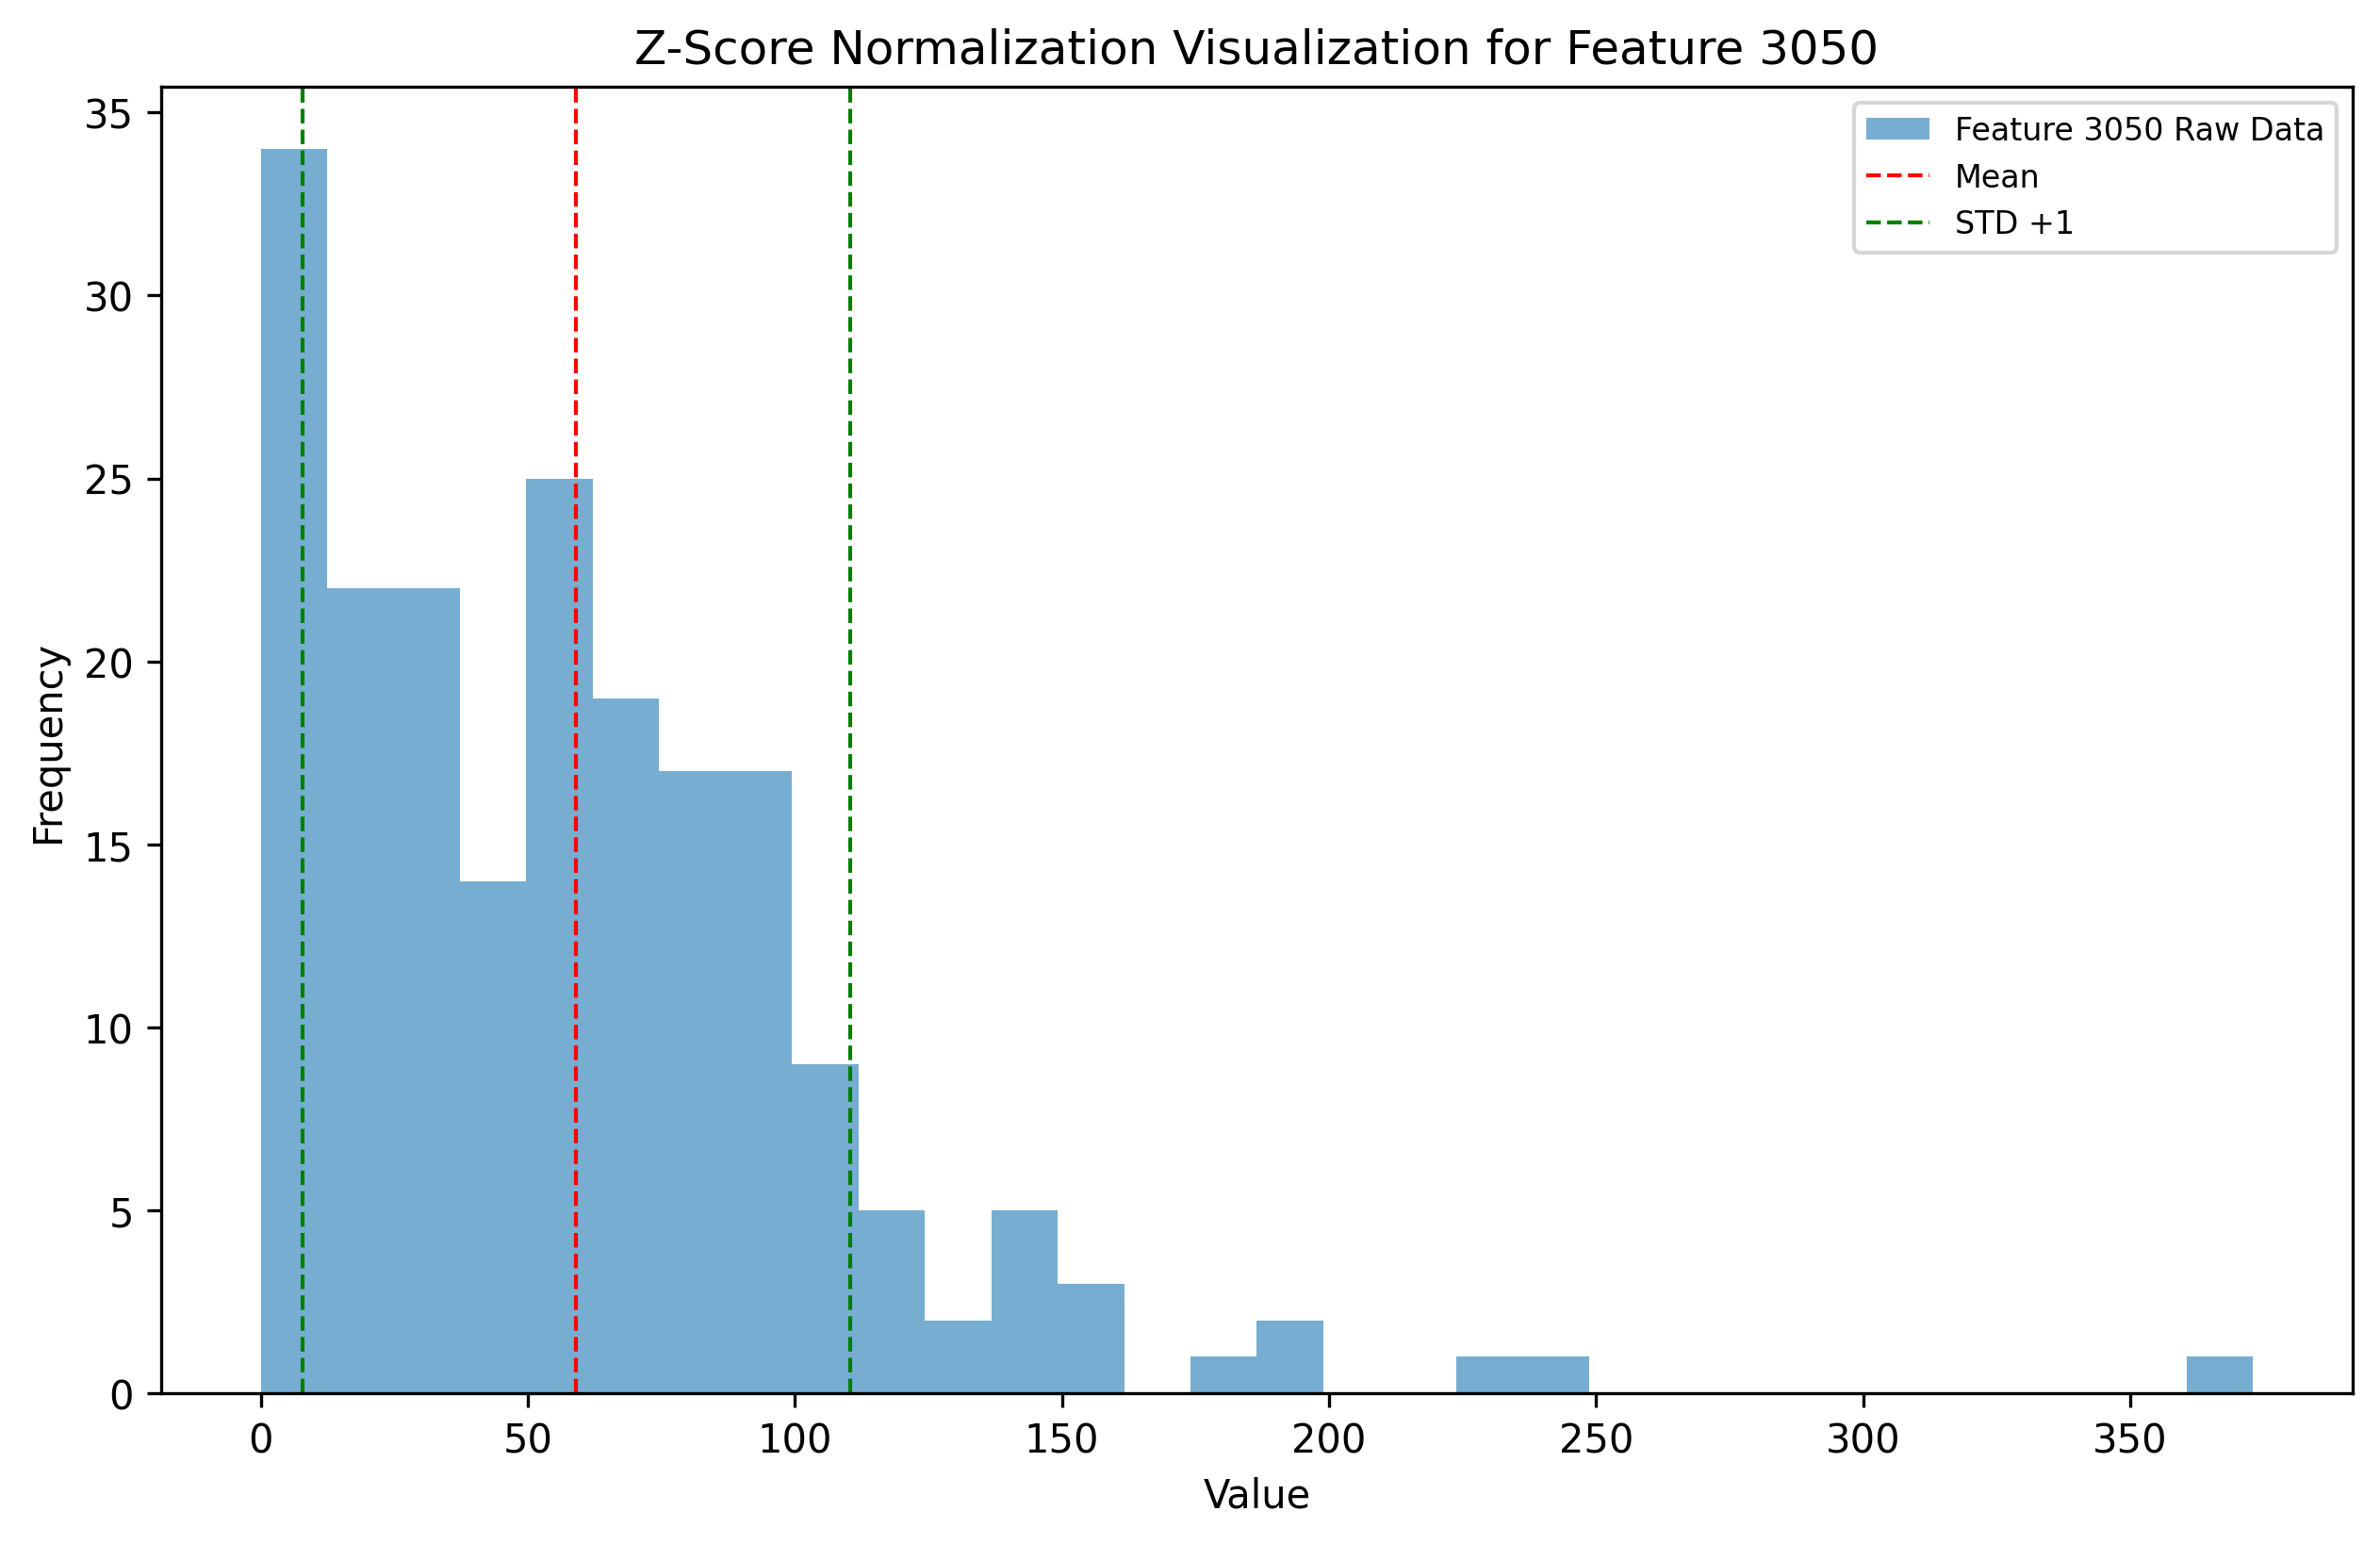 Z-Score Normalization Visualization for Feature 3050
Feature 3050 Raw Data
Mean
STD +1
35
30
25
20
15
10
5
0
Frequency
0 50 100 150 200 250 300 350
Value